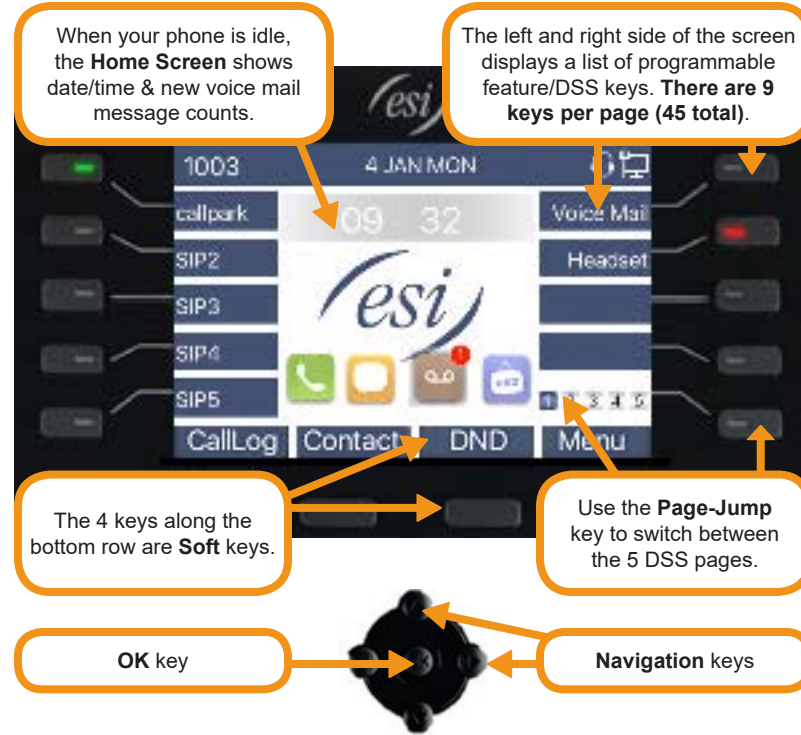 When your phone is idle,
the Home Screen shows
date/time & new voice mail
message counts.
The left and right side of the screen
displays a list of programmable
feature/DSS keys. There are 9
keys per page (45 total).
esi
1003 4 JAN MON
callpark 09 32 Voice Mail
SIP2 Headset
SIP3
esi
SIP4
SIP5 1 2 3 4 5
CallLog Contact DND Menu
The 4 keys along the
bottom row are Soft keys.
Use the Page-Jump
key to switch between
the 5 DSS pages.
OK key
Navigation keys